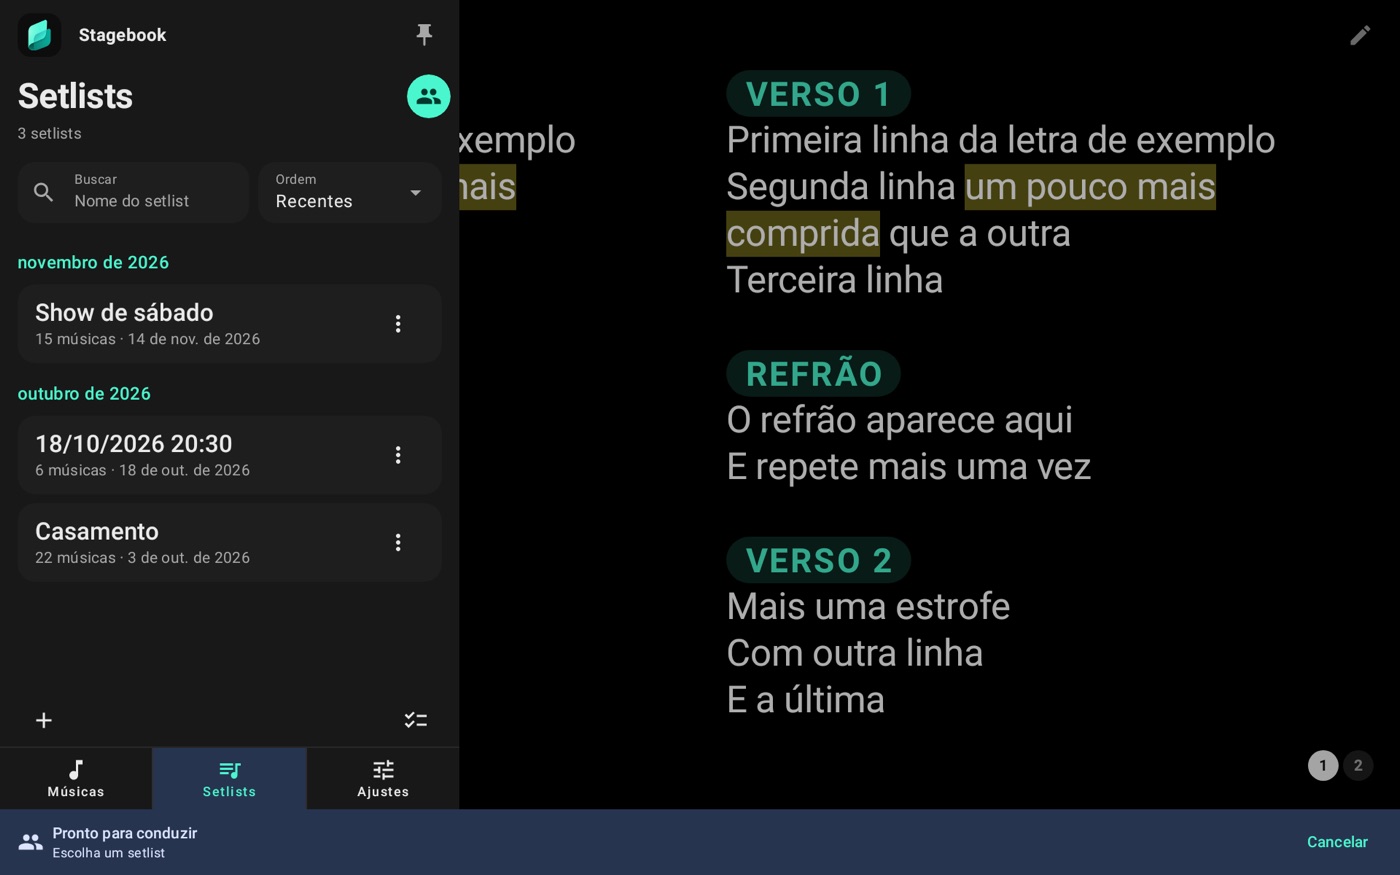 Stagebook
Setlists
3 setlists
Buscar
Nome do setlist
Ordem
Recentes
novembro de 2026
Show de sábado
15 músicas · 14 de nov. de 2026
outubro de 2026
18/10/2026 20:30
6 músicas · 18 de out. de 2026
Casamento
22 músicas · 3 de out. de 2026
Músicas
Setlists
Ajustes
xemplo
nais
VERSO 1
Primeira linha da letra de exemplo
Segunda linha um pouco mais
comprida que a outra
Terceira linha
REFRÃO
O refrão aparece aqui
E repete mais uma vez
VERSO 2
Mais uma estrofe
Com outra linha
E a última
1 2
Pronto para conduzir
Escolha um setlist
Cancelar